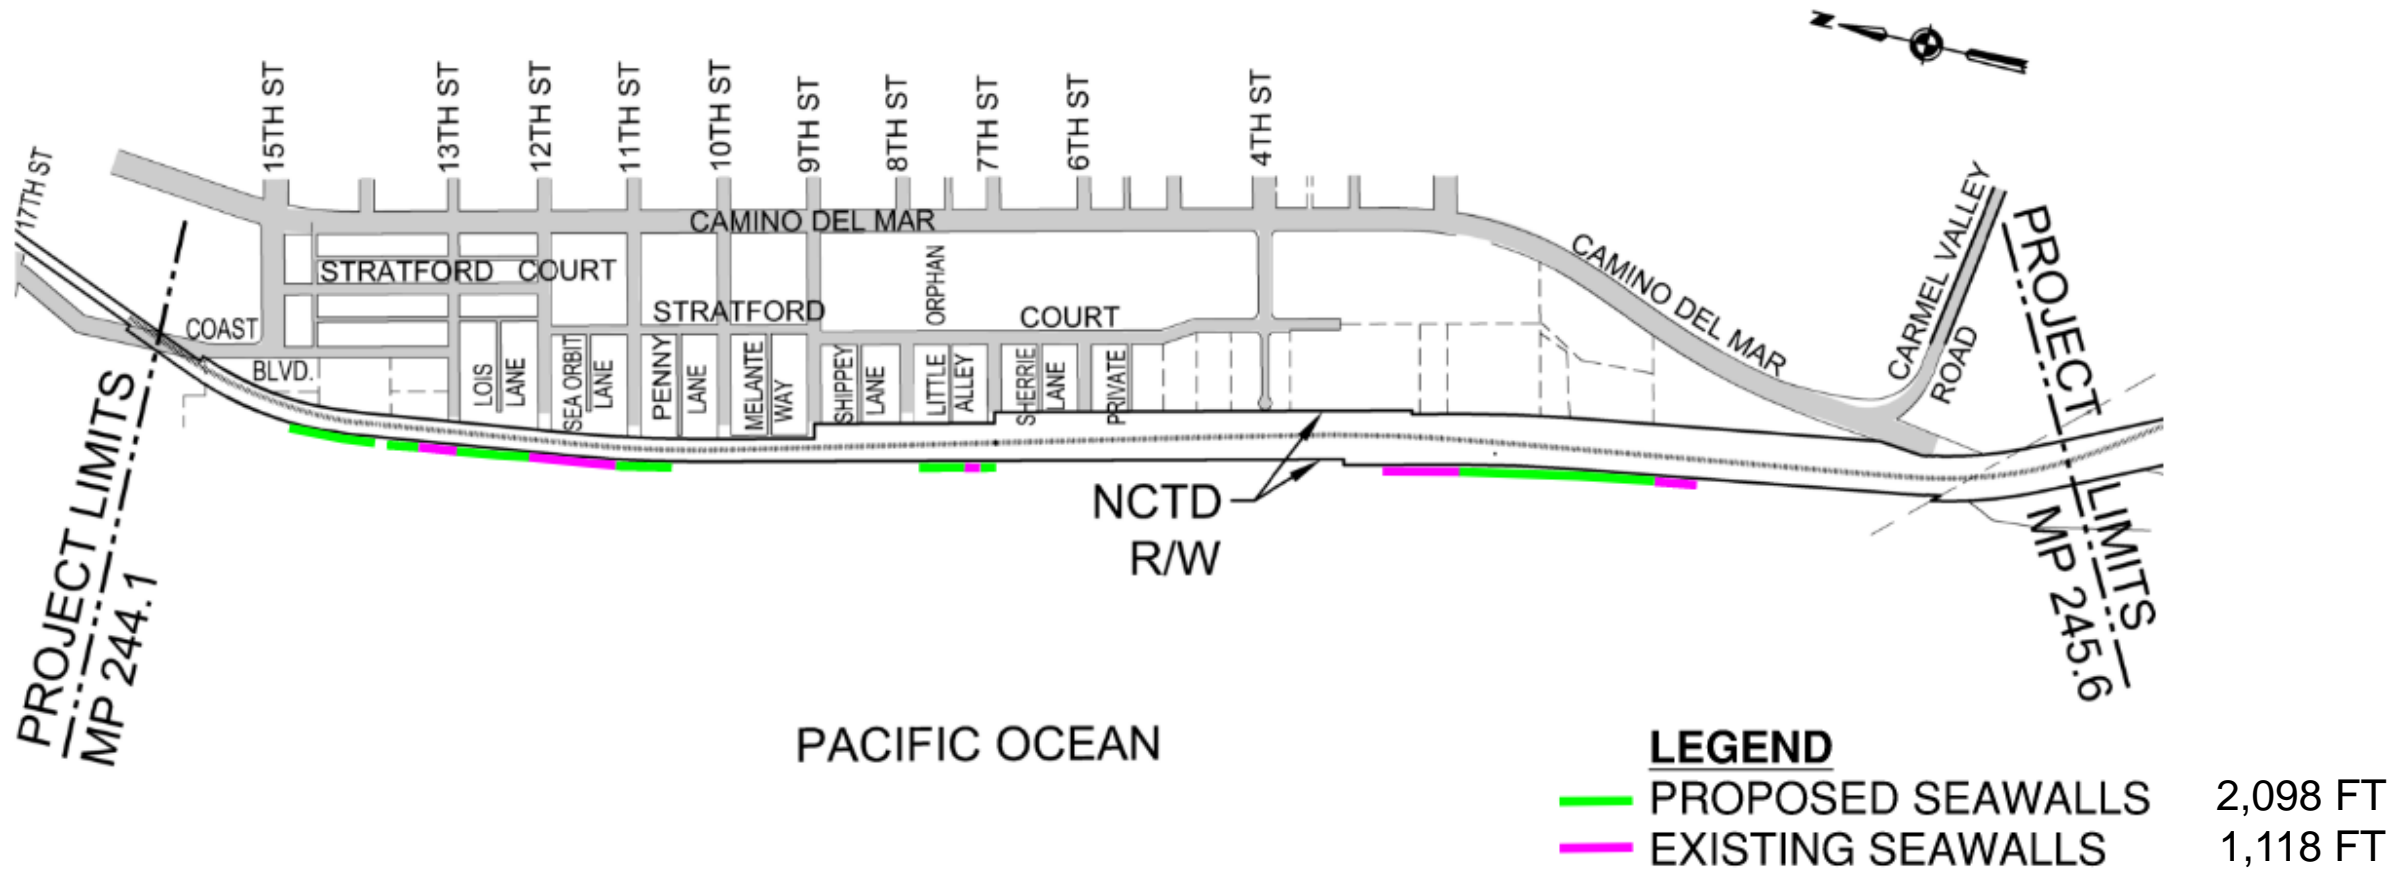 N
17TH ST
15TH ST
13TH ST
12TH ST
11TH ST
10TH ST
9TH ST
8TH ST
7TH ST
6TH ST
4TH ST
CAMINO DEL MAR
CAMINO DEL MAR
CARMEL VALLEY
ROAD
STRATFORD COURT
STRATFORD
COURT
ORPHAN
COAST
BLVD.
LOIS
LANE
SEA ORBIT
LANE
PENNY
LANE
MELANTE
WAY
SHIPPEY
LANE
LITTLE
ALLEY
SHERRIE
LANE
PRIVATE
PROJECT LIMITS
MP 244.1
PROJECT LIMITS
MP 245.6
NCTD
R/W
PACIFIC OCEAN
LEGEND
PROPOSED SEAWALLS 2,098 FT
EXISTING SEAWALLS 1,118 FT